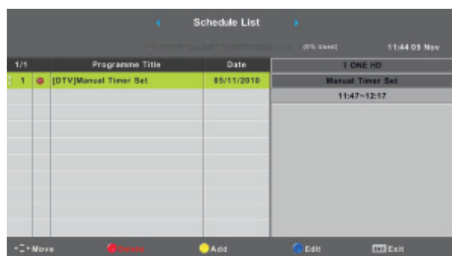 Schedule List
(0% Used) 11:44 05 Nov
1/1 Programme Title Date 1 ONE HD
1 [DTV]Manual Timer Set 05/11/2010 Manual Timer Set
11:47~12:17
Move Delete Add Edit EXIT Exit